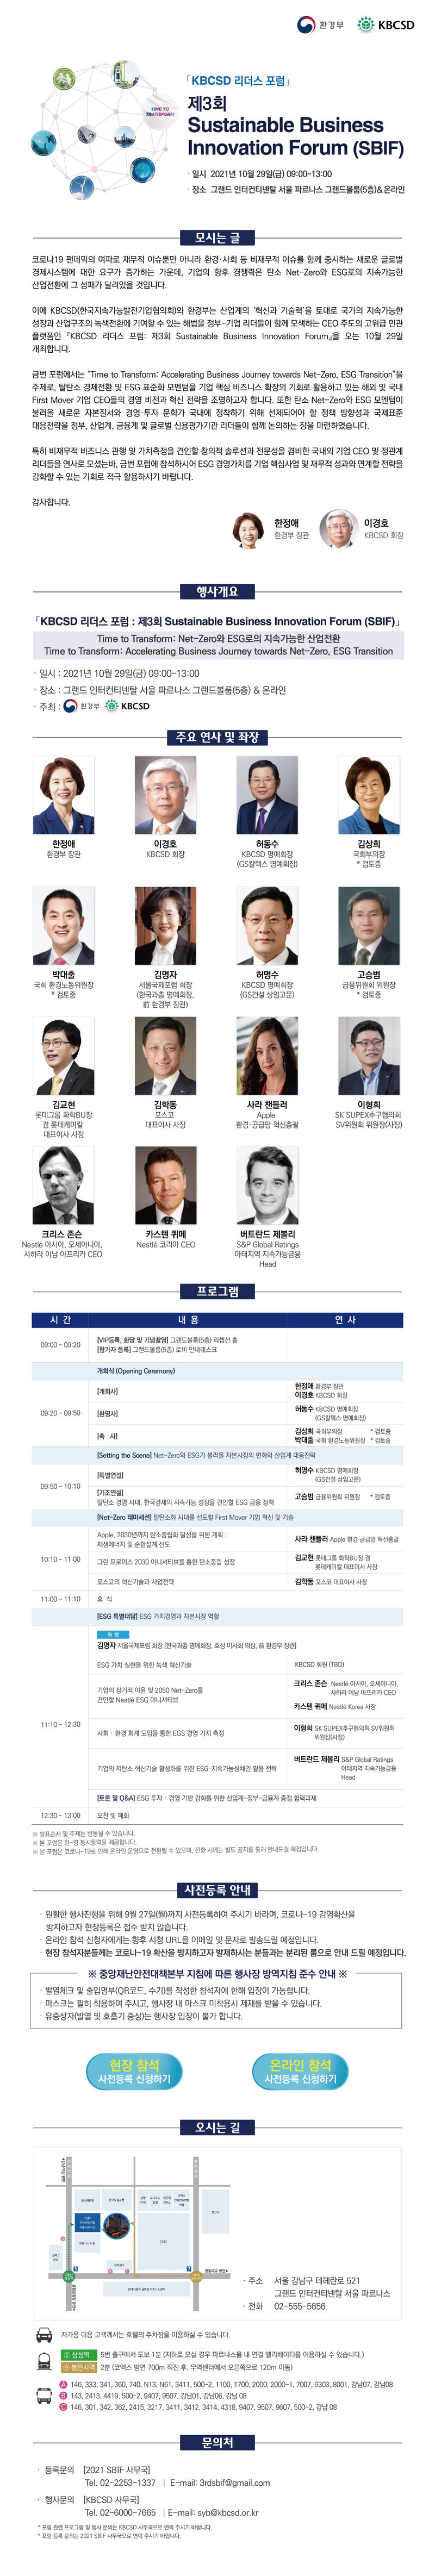 환경부 KBCSD
「KBCSD 리더스 포럼」
제3회
Sustainable Business
Innovation Forum (SBIF)
TIME TO
TRANSFORM
· 일시 2021년 10월 29일(금) 09:00~13:00
· 장소 그랜드 인터컨티넨탈 서울 파르나스 그랜드볼룸(5층)&온라인
모시는 글
코로나19 팬데믹의 여파로 재무적 이슈뿐만 아니라 환경·사회 등 비재무적 이슈를 함께 중시하는 새로운 글로벌
경제시스템에 대한 요구가 증가하는 가운데, 기업의 향후 경쟁력은 탄소 Net-Zero와 ESG로의 지속가능한
산업전환에 그 성패가 달려있을 것입니다.
이에 KBCSD(한국지속가능발전기업협의회)와 환경부는 산업계의 '혁신과 기술력'을 토대로 국가의 지속가능한
성장과 산업구조의 녹색전환에 기여할 수 있는 해법을 정부-기업 리더들이 함께 모색하는 CEO 주도의 고위급 민관
플랫폼인 『KBCSD 리더스 포럼: 제3회 Sustainable Business Innovation Forum』을 오는 10월 29일
개최합니다.
금번 포럼에서는 "Time to Transform: Accelerating Business Journey towards Net-Zero, ESG Transition"을
주제로, 탈탄소 경제전환 및 ESG 표준화 모멘텀을 기업 핵심 비즈니스 확장의 기회로 활용하고 있는 해외 및 국내
First Mover 기업 CEO들의 경영 비전과 혁신 전략을 조명하고자 합니다. 또한 탄소 Net-Zero와 ESG 모멘텀이
불러올 새로운 자본질서와 경영·투자 문화가 국내에 정착하기 위해 선제되어야 할 정책 방향성과 국제표준
대응전략을 정부, 산업계, 금융계 및 글로벌 신용평가기관 리더들이 함께 논의하는 장을 마련하였습니다.
특히 비재무적 비즈니스 관행 및 가치측정을 견인할 창의적 솔루션과 전문성을 겸비한 국내외 기업 CEO 및 정관계
리더들을 연사로 모셨는바, 금번 포럼에 참석하시어 ESG 경영가치를 기업 핵심사업 및 재무적 성과와 연계할 전략을
강화할 수 있는 기회로 적극 활용하시기 바랍니다.
감사합니다.
한정애 이경호
환경부 장관 KBCSD 회장
행사개요
「KBCSD 리더스 포럼 : 제3회 Sustainable Business Innovation Forum (SBIF)」
Time to Transform: Net-Zero와 ESG로의 지속가능한 산업전환
Time to Transform: Accelerating Business Journey towards Net-Zero, ESG Transition
· 일시 : 2021년 10월 29일(금) 09:00~13:00
· 장소 : 그랜드 인터컨티넨탈 서울 파르나스 그랜드볼룸(5층) & 온라인
· 주최 : 환경부 KBCSD
주요 연사 및 좌장
한정애 이경호 허동수 김상희
환경부 장관 KBCSD 회장 KBCSD 명예회장 국회부의장
(GS칼텍스 명예회장) * 검토중
박대출 김명자 허명수 고승범
국회 환경노동위원장 서울국제포럼 회장 KBCSD 명예회장 금융위원회 위원장
* 검토중 (한국과총 명예회장, (GS건설 상임고문) * 검토중
前 환경부 장관)
김교현 김학동 사라 챈들러 이형희
롯데그룹 화학BU장 포스코 Apple SK SUPEX추구협의회
겸 롯데케미칼 대표이사 사장 환경·공급망 혁신총괄 SV위원회 위원장(사장)
대표이사 사장
크리스 존슨 카스텐 퀴메 버트란드 제볼리
Nestlé 아시아, 오세아니아, Nestlé 코리아 CEO S&P Global Ratings
사하라 이남 아프리카 CEO 아태지역 지속가능금융
Head
프로그램
시 간 내 용 연 사
09:00 ~ 09:20 [VIP등록, 환담 및 기념촬영] 그랜드볼룸(5층) 리셉션 홀
[참가자 등록] 그랜드볼룸(5층) 로비 안내데스크
개회식 (Opening Ceremony)
09:20 ~ 09:50 [개회사] 한정애 환경부 장관
이경호 KBCSD 회장
[환영사] 허동수 KBCSD 명예회장
(GS칼텍스 명예회장)
[축 사] 김상희 국회부의장 * 검토중
박대출 국회 환경노동위원장 * 검토중
[Setting the Scene] Net-Zero와 ESG가 불러올 자본시장의 변화와 산업계 대응전략
09:50 ~ 10:10 [특별연설] 허명수 KBCSD 명예회장
(GS건설 상임고문)
[기조연설]
탈탄소 경영 시대, 한국경제의 지속가능 성장을 견인할 ESG 금융 정책 고승범 금융위원회 위원장 * 검토중
[Net-Zero 테마세션] 탈탄소화 시대를 선도할 First Mover 기업 혁신 및 기술
10:10 ~ 11:00 Apple, 2030년까지 탄소중립화 달성을 위한 계획 :
재생에너지 및 순환설계 선도 사라 챈들러 Apple 환경·공급망 혁신총괄
그린 프로미스 2030 이니셔티브를 통한 탄소중립 성장 김교현 롯데그룹 화학BU장 겸
롯데케미칼 대표이사 사장
포스코의 혁신기술과 사업전략 김학동 포스코 대표이사 사장
11:00 ~ 11:10 휴 식
[ESG 특별대담] ESG 가치경영과 자본시장 역할
좌 장
김명자 서울국제포럼 회장 [한국과총 명예회장, 효성 이사회 의장, 前 환경부 장관]
11:10 ~ 12:30 ESG 가치 실현을 위한 녹색 혁신기술 KBCSD 회원 (TBD)
기업의 장기적 이윤 및 2050 Net-Zero를
견인할 Nestlé ESG 이니셔티브 크리스 존슨 Nestlé 아시아, 오세아니아,
사하라 이남 아프리카 CEO
카스텐 퀴메 Nestlé Korea 사장
사회 · 환경 회계 도입을 통한 EGS 경영 가치 측정 이형희 SK SUPEX추구협의회 SV위원회
위원장(사장)
기업의 저탄소 혁신기술 활성화를 위한 ESG·지속가능성채권 활용 전략 버트란드 제볼리 S&P Global Ratings
아태지역 지속가능금융
Head
[토론 및 Q&A] ESG 투자 · 경영 기반 강화를 위한 산업계-정부-금융계 중점 협력과제
12:30 ~ 13:00 오찬 및 폐회
※ 발표순서 및 주제는 변동될 수 있습니다.
※ 본 포럼은 한-영 동시통역을 제공합니다.
※ 본 포럼은 코로나-19로 인해 온라인 운영으로 전환될 수 있으며, 전환 시에는 별도 공지를 통해 안내드릴 예정입니다.
사전등록 안내
· 원활한 행사진행을 위해 9월 27일(월)까지 사전등록하여 주시기 바라며, 코로나-19 감염확산을
방지하고자 현장등록은 접수 받지 않습니다.
· 온라인 참석 신청자에게는 향후 시청 URL을 이메일 및 문자로 발송드릴 예정입니다.
· 현장 참석자분들께는 코로나-19 확산을 방지하고자 발제하시는 분들과는 분리된 룸으로 안내 드릴 예정입니다.
※ 중앙재난안전대책본부 지침에 따른 행사장 방역지침 준수 안내 ※
· 발열체크 및 출입명부(QR코드, 수기)를 작성한 참석자에 한해 입장이 가능합니다.
· 마스크는 필히 착용하여 주시고, 행사장 내 마스크 미착용시 제재를 받을 수 있습니다.
· 유증상자(발열 및 호흡기 증상)는 행사장 입장이 불가 합니다.
현장 참석 온라인 참석
사전등록 신청하기 사전등록 신청하기
오시는 길
· 주소 서울 강남구 테헤란로 521
그랜드 인터컨티넨탈 서울 파르나스
· 전화 02-555-5656
자가용 이용 고객께서는 호텔의 주차장을 이용하실 수 있습니다.
② 삼성역 5번 출구에서 도보 1분 (지하로 오실 경우 파르나스몰 내 연결 엘리베이터를 이용하실 수 있습니다.)
⑨ 봉은사역 2분 (코엑스 방면 700m 직진 후, 무역센터에서 오른쪽으로 120m 이동)
A 146, 333, 341, 360, 740, N13, N61, 3411, 500-2, 1100, 1700, 2000, 2000-1, 7007, 9303, 8001, 강남07, 강남08
B 143, 2413, 4419, 500-2, 9407, 9507, 강남01, 강남06, 강남 08
C 146, 301, 342, 362, 2415, 3217, 3411, 3412, 3414, 4318, 9407, 9507, 9607, 500-2, 강남 08
문의처
· 등록문의 [2021 SBIF 사무국]
Tel. 02-2253-1337 | E-mail: 3rdsbif@gmail.com
· 행사문의 [KBCSD 사무국]
Tel. 02-6000-7665 | E-mail: syb@kbcsd.or.kr
* 포럼 관련 프로그램 및 행사 문의는 KBCSD 사무국으로 연락 주시기 바랍니다.
* 포럼 등록 문의는 2021 SBIF 사무국으로 연락 주시기 바랍니다.